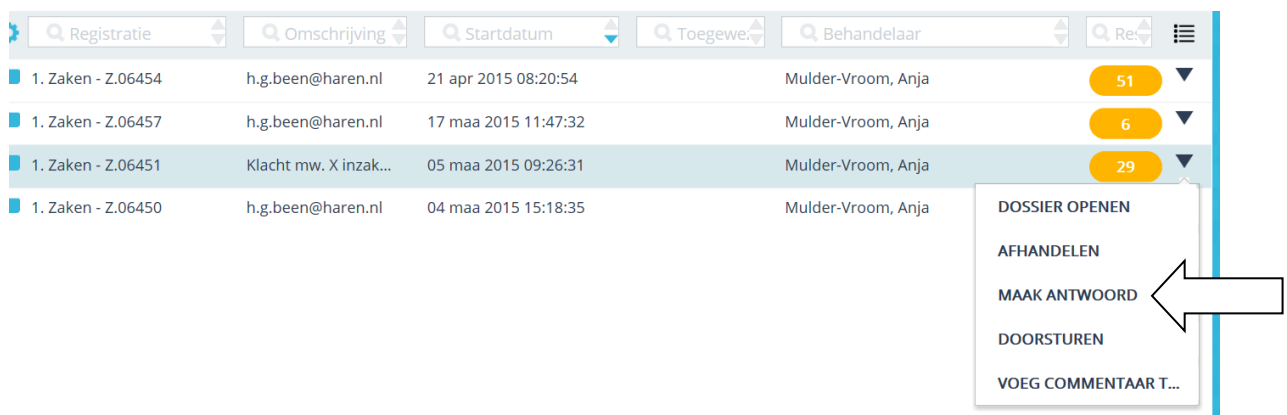 Registratie Omschrijving Startdatum Toegewe: Behandelaar Re:
1. Zaken - Z.06454 h.g.been@haren.nl 21 apr 2015 08:20:54 Mulder-Vroom, Anja 51
1. Zaken - Z.06457 h.g.been@haren.nl 17 maa 2015 11:47:32 Mulder-Vroom, Anja 6
1. Zaken - Z.06451 Klacht mw. X inzak... 05 maa 2015 09:26:31 Mulder-Vroom, Anja 29
1. Zaken - Z.06450 h.g.been@haren.nl 04 maa 2015 15:18:35 Mulder-Vroom, Anja
DOSSIER OPENEN
AFHANDELEN
MAAK ANTWOORD
DOORSTUREN
VOEG COMMENTAAR T...